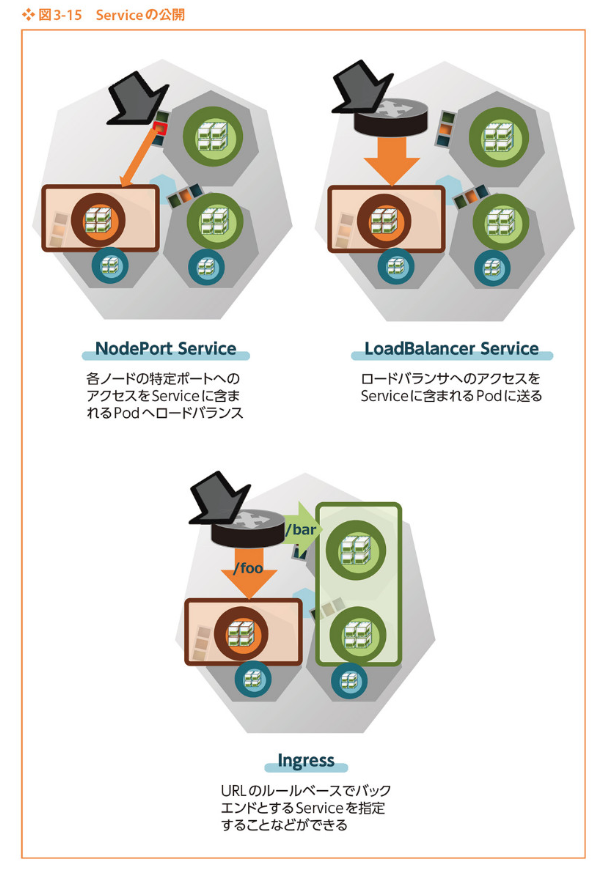 ❖ 図3-15 Serviceの公開
NodePort Service
各ノードの特定ポートへの
アクセスをServiceに含ま
れるPodへロードバランス
LoadBalancer Service
ロードバランサへのアクセスを
Serviceに含まれるPodに送る
/bar
/foo
Ingress
URLのルールベースでバック
エンドとするServiceを指定
することなどができる